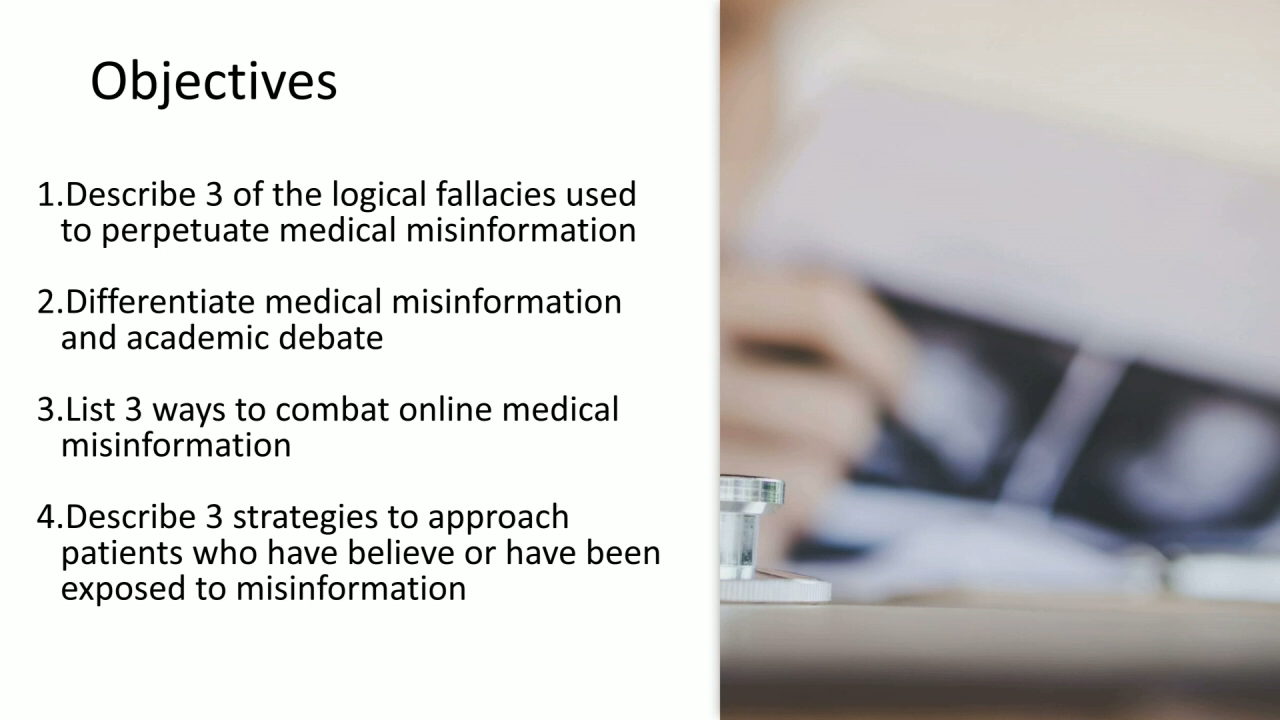 Objectives
1.Describe 3 of the logical fallacies used
to perpetuate medical misinformation
2.Differentiate medical misinformation
and academic debate
3.List 3 ways to combat online medical
misinformation
4.Describe 3 strategies to approach
patients who have believe or have been
exposed to misinformation